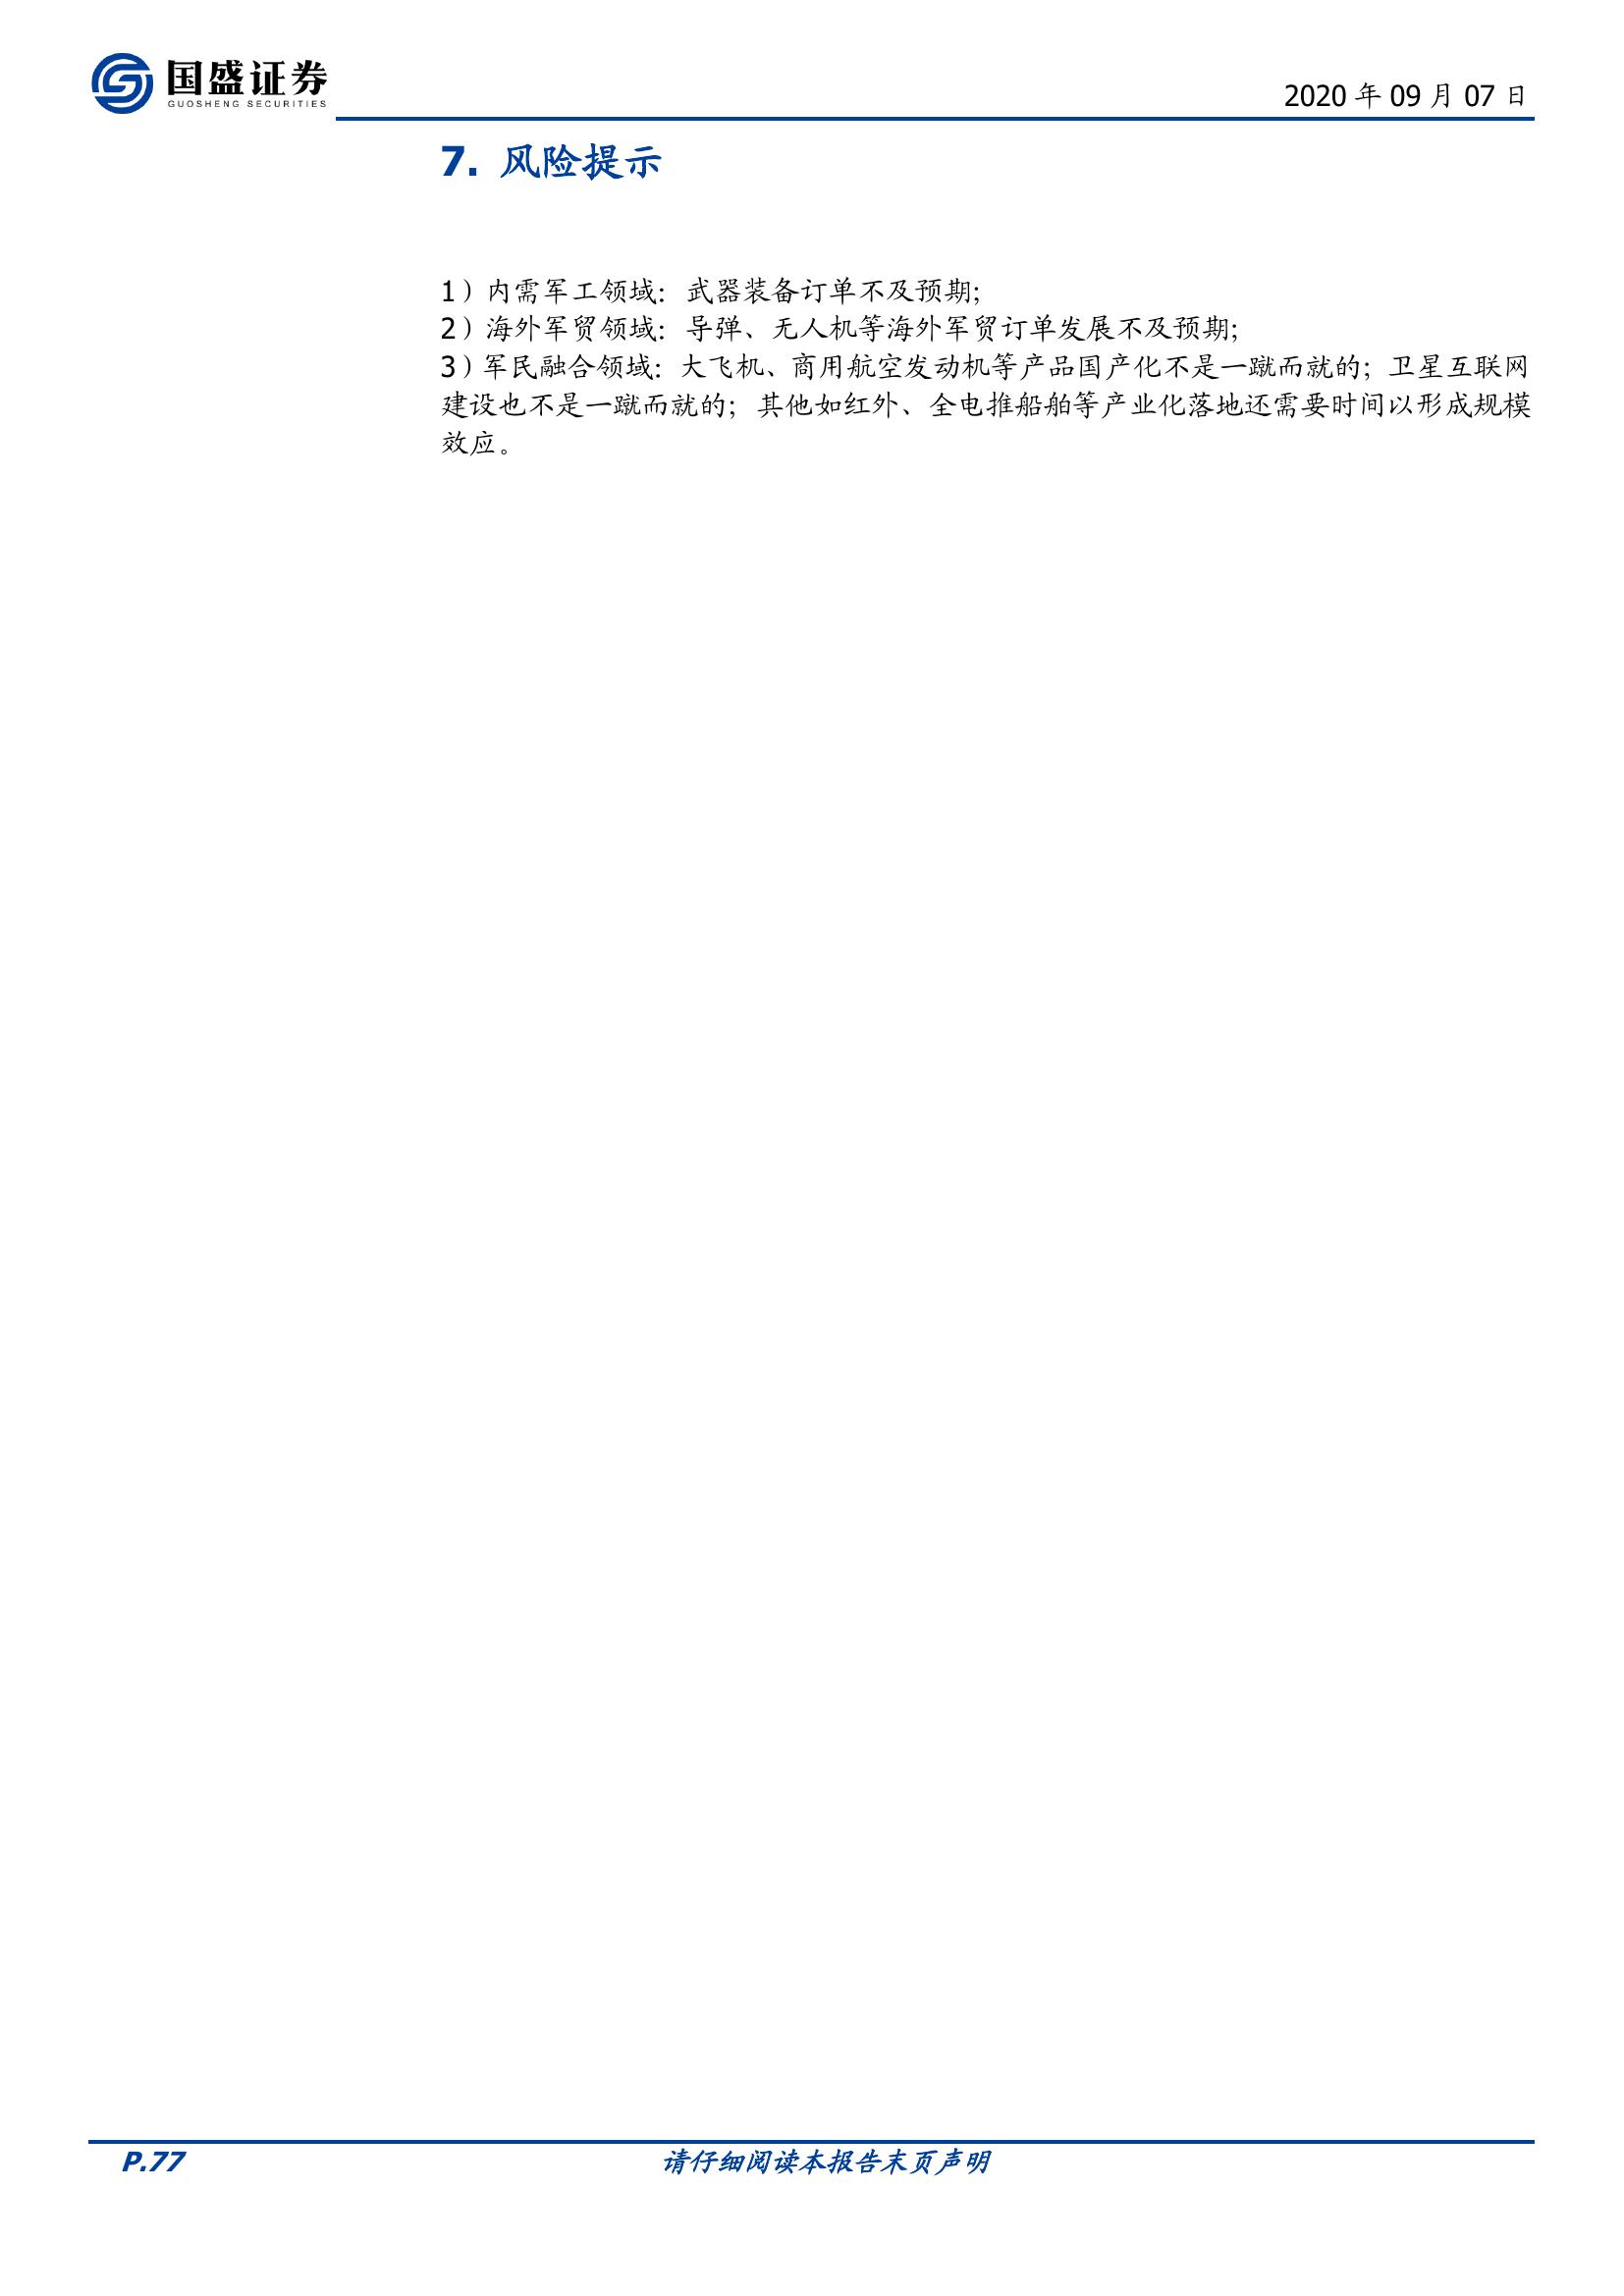 国盛证券
GUOSHENG SECURITIES
2020 年 09 月 07 日
7. 风险提示
1）内需军工领域：武器装备订单不及预期；
2）海外军贸领域：导弹、无人机等海外军贸订单发展不及预期；
3）军民融合领域：大飞机、商用航空发动机等产品国产化不是一蹴而就的；卫星互联网
建设也不是一蹴而就的；其他如红外、全电推船舶等产业化落地还需要时间以形成规模
效应。
P.77
请仔细阅读本报告末页声明